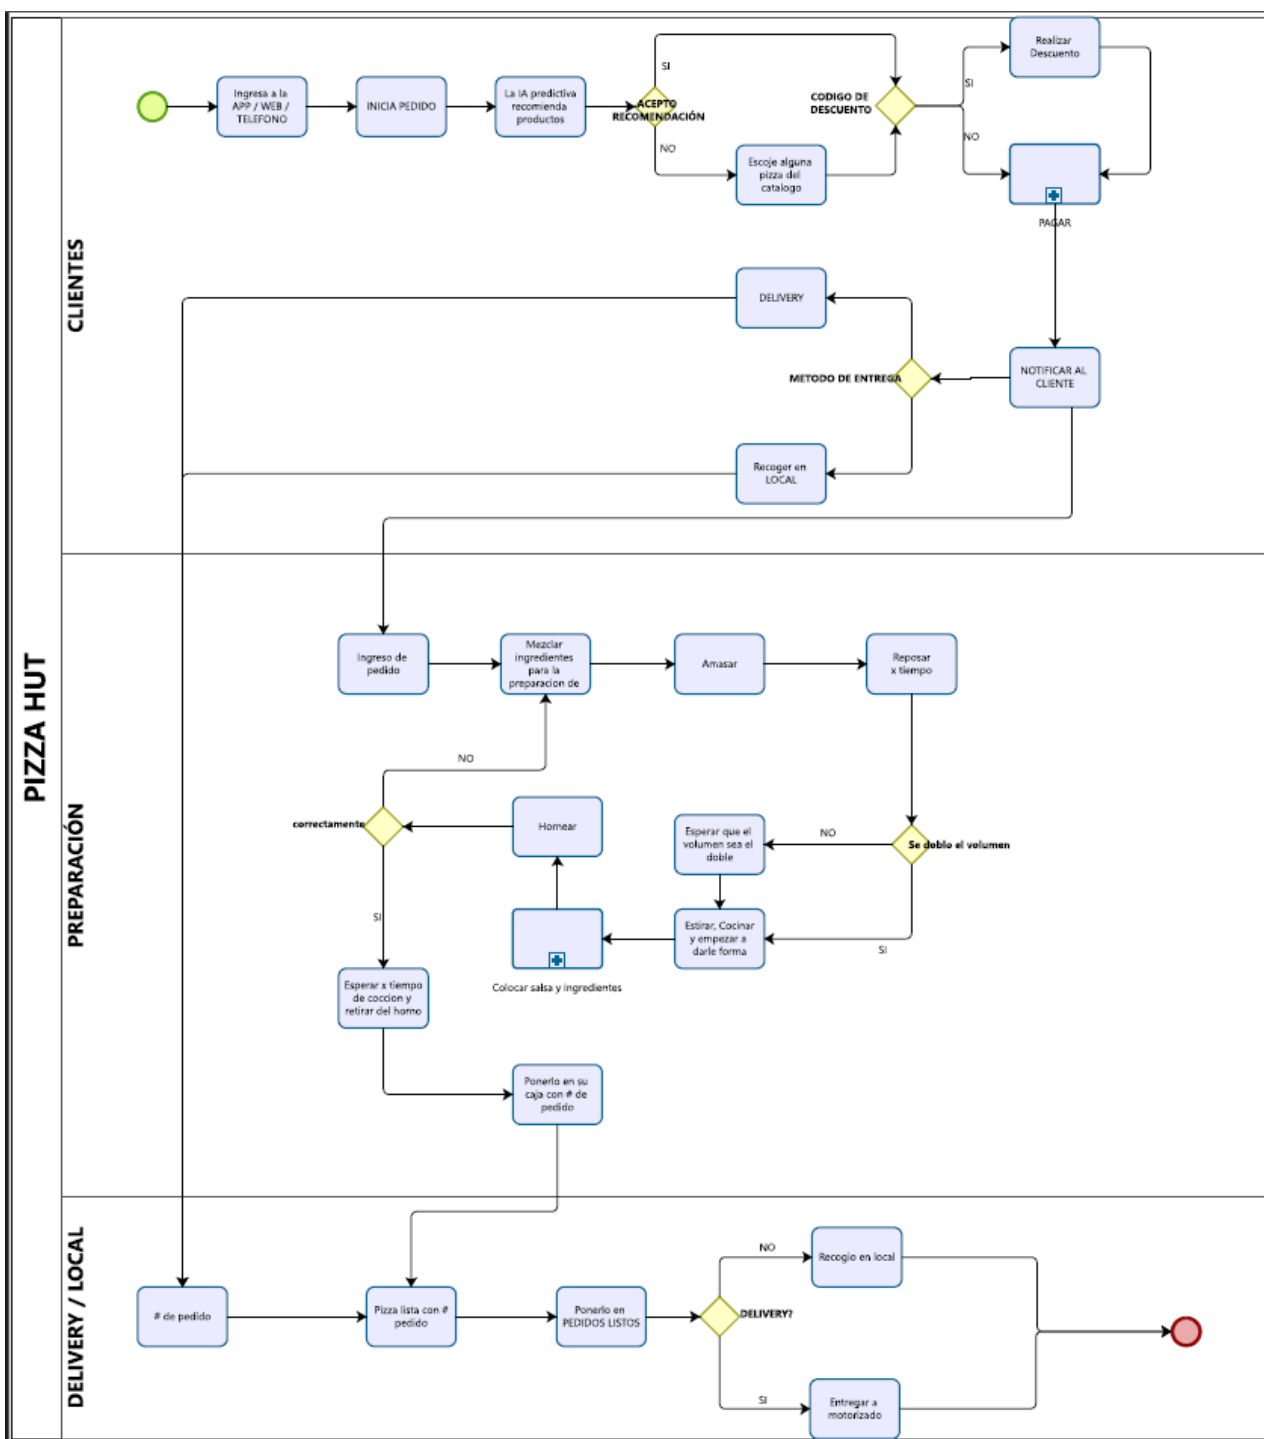 PIZZA HUT
CLIENTES
Ingresa a la
APP / WEB /
TELEFONO
INICIA PEDIDO
La IA predictiva
recomienda
productos
ACEPTO
RECOMENDACIÓN
SI
NO
Escoje alguna
pizza del
catalogo
CODIGO DE
DESCUENTO
SI
NO
Realizar
Descuento
PAGAR
NOTIFICAR AL
CLIENTE
METODO DE ENTREGA
DELIVERY
Recoger en
LOCAL
PREPARACIÓN
Ingreso de
pedido
Mezclar
ingredientes
para la
preparacion de
Amasar
Reposar
x tiempo
Se doblo el volumen
NO
SI
Esperar que el
volumen sea el
doble
Estirar, Cocinar
y empezar a
darle forma
Colocar salsa y ingredientes
Hornear
correctamente
NO
SI
Esperar x tiempo
de coccion y
retirar del horno
Ponerlo en su
caja con # de
pedido
DELIVERY / LOCAL
# de pedido
Pizza lista con #
pedido
Ponerlo en
PEDIDOS LISTOS
DELIVERY?
NO
SI
Recogio en local
Entregar a
motorizado